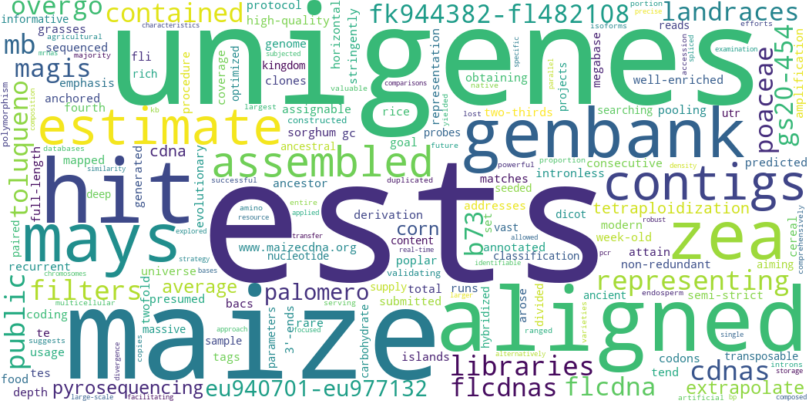 overgo contained protocol high-quality fk944382-fl482108 landraces
informative agricultural characteristics isoforms portion precise efforts
grasses mb sequenced majority fli rich procedure coverage optimized genome kingdom clones stringently horizontal unigenes reads megabase accession spliced examination
magis emphasis anchored fourth kb largest representation obtaining native projects well-enriched poaceae gs20-454 amplification
polymorphism estimate assignable constructed rice sorghum gc goal ancestral searching pooling utr
databases similarity mapped cdna probes lost two-thirds genbank predicted
toluqueno full-length deep hit generated evolutionary assembled matches seeded intronless consecutive parallel specific yielded future
paired recurrent successful amino resource entire applied ancestor derivation duplicated powerful proportion density contigs
mays explored transfer real-time www.maizecdna.org nucleotide corn content validating poplar ests b73 set addresses annotated vast classification dicot tetraploidization modern week-old non-redundant attain robust cereal comprehensively
universe strategy bases chromosomes average twofolds palomero supply submitted total runs hybridized arose aiming zea
public filters presumed coding multicellular bacs parameters divided ancient representing semi-strict
te usage suggests massive sample approach serving focused 3'-ends rare carbohydrate islands larger ranged allowed identifiable pcr endosperm varieties
food tes copies divergence tags maize alternatively aligned codons tend transposable introns storage single
depth pyrosequencing large-scale facilitating eu940701-eu977132 libraries flcdnas flcdna cdnas extrapolate artificial bp composed